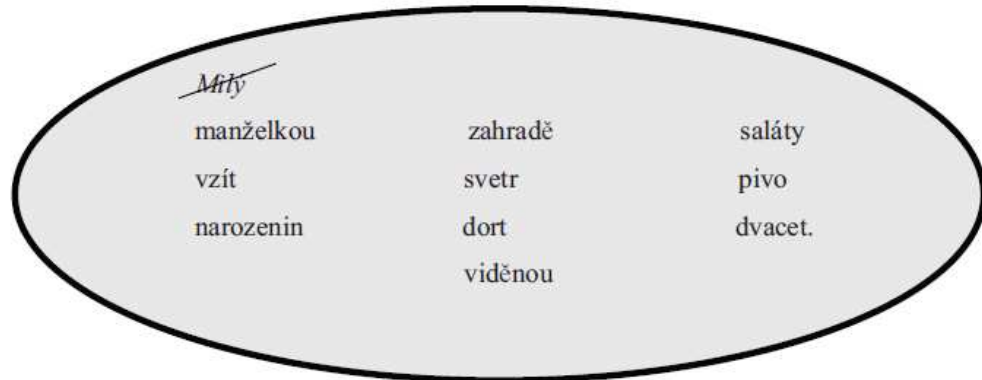 Milý
manželkou zahradě saláty
vzít svetr pivo
narozenin dort dvacet.
viděnou